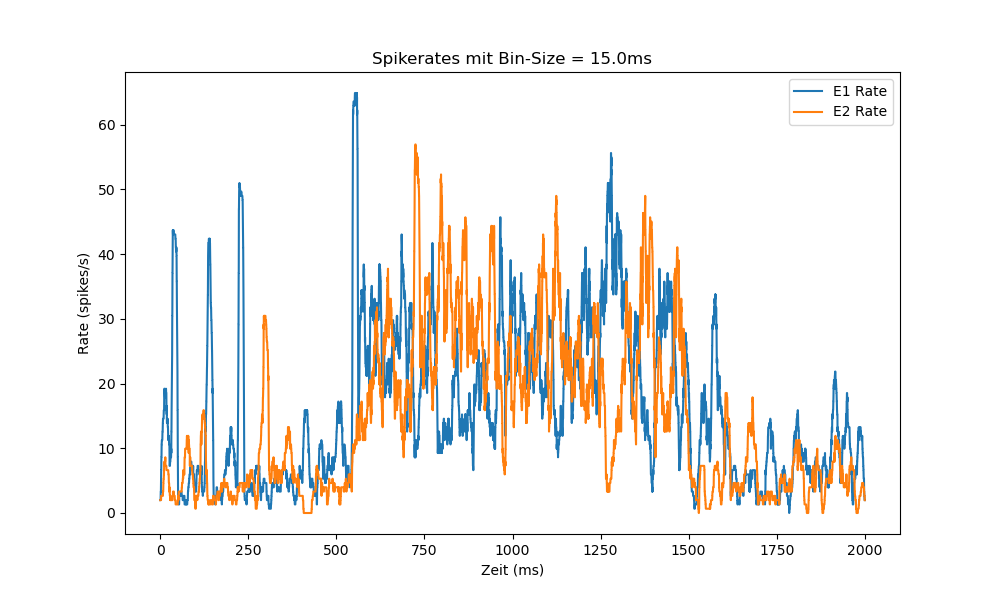 Spikerates mit Bin-Size = 15.0ms
E1 Rate
E2 Rate
60
50
40
30
20
10
0
Rate (spikes/s)
0 250 500 750 1000 1250 1500 1750 2000
Zeit (ms)